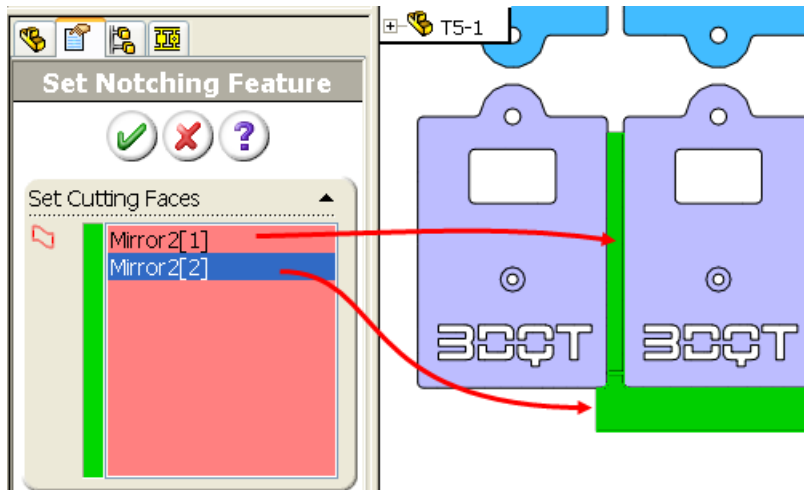 T5-1
Set Notching Feature
?
Set Cutting Faces
Mirror2[1]
Mirror2[2]
3DQT 3DQT